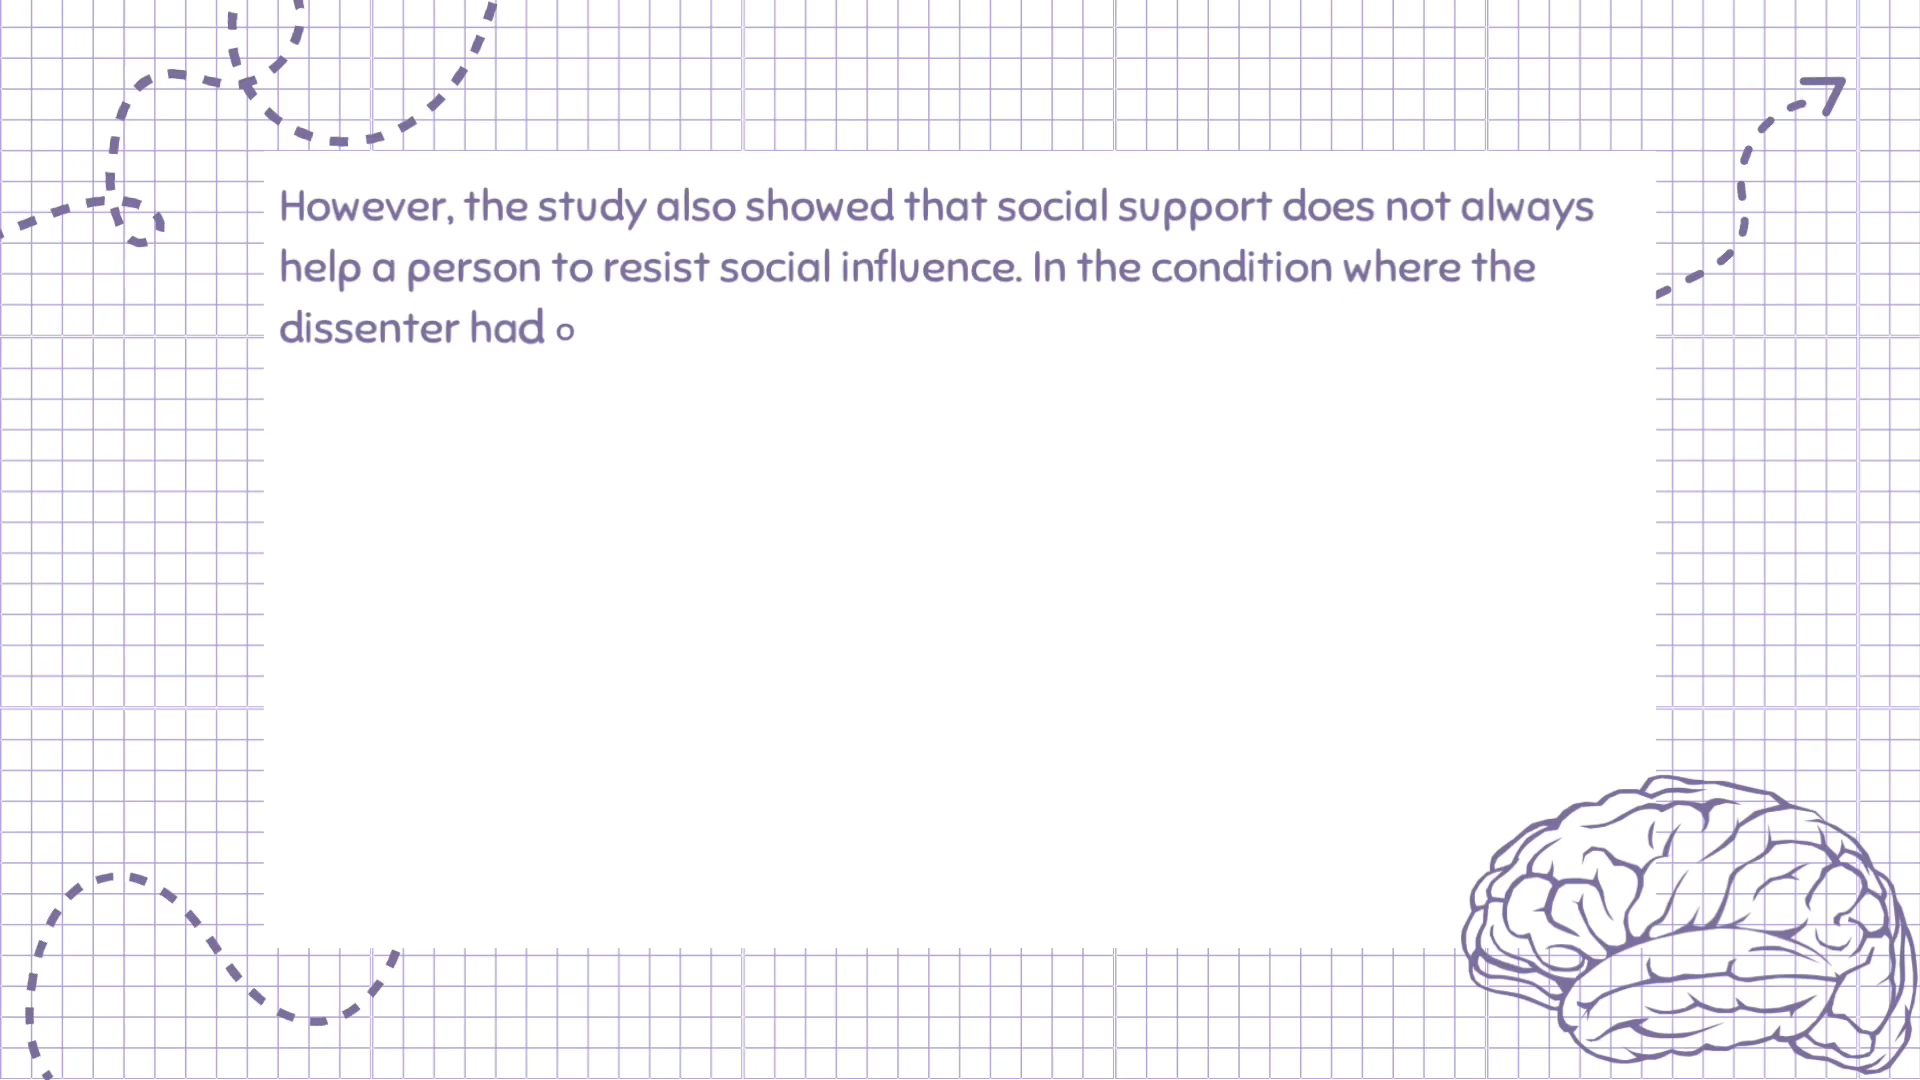 However, the study also showed that social support does not always
help a person to resist social influence. In the condition where the
dissenter had o